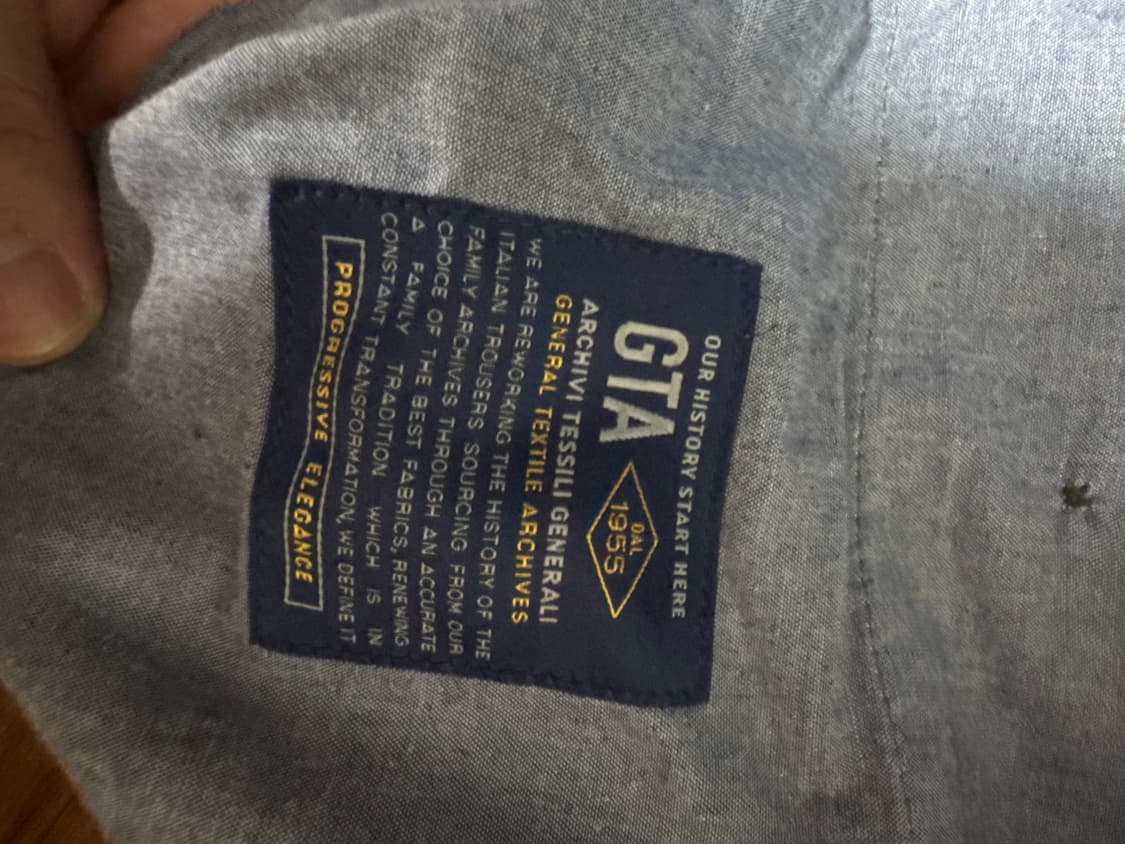 OUR HISTORY START HERE
GTA
DAL
1955
ARCHIVI TESSILI GENERALI
GENERAL TEXTILE ARCHIVES
WE ARE REWORKING THE HISTORY OF THE
ITALIAN TROUSERS SOURCING FROM OUR
FAMILY ARCHIVES THROUGH AN ACCURATE
CHOICE OF THE BEST FABRICS, RENEWING
A FAMILY TRADITION WHICH IS IN
CONSTANT TRANSFORMATION, WE DEFINE IT
PROGRESSIVE ELEGANCE